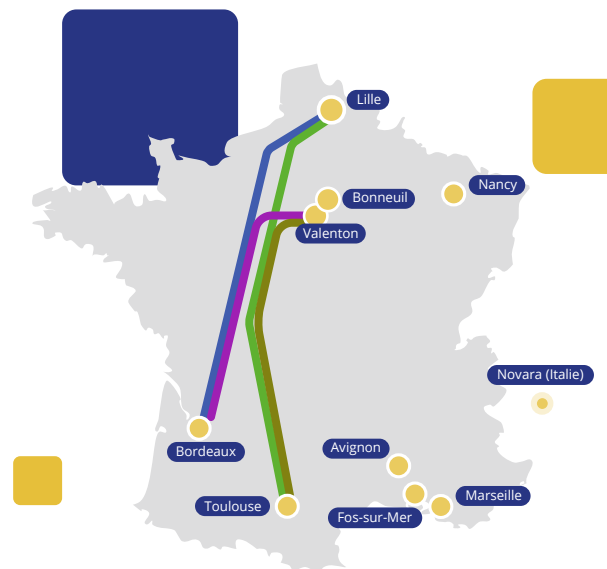 Lille
Nancy
Bonneuil
Valenton
Novara (Italie)
Avignon
Bordeaux
Marseille
Toulouse
Fos-sur-Mer